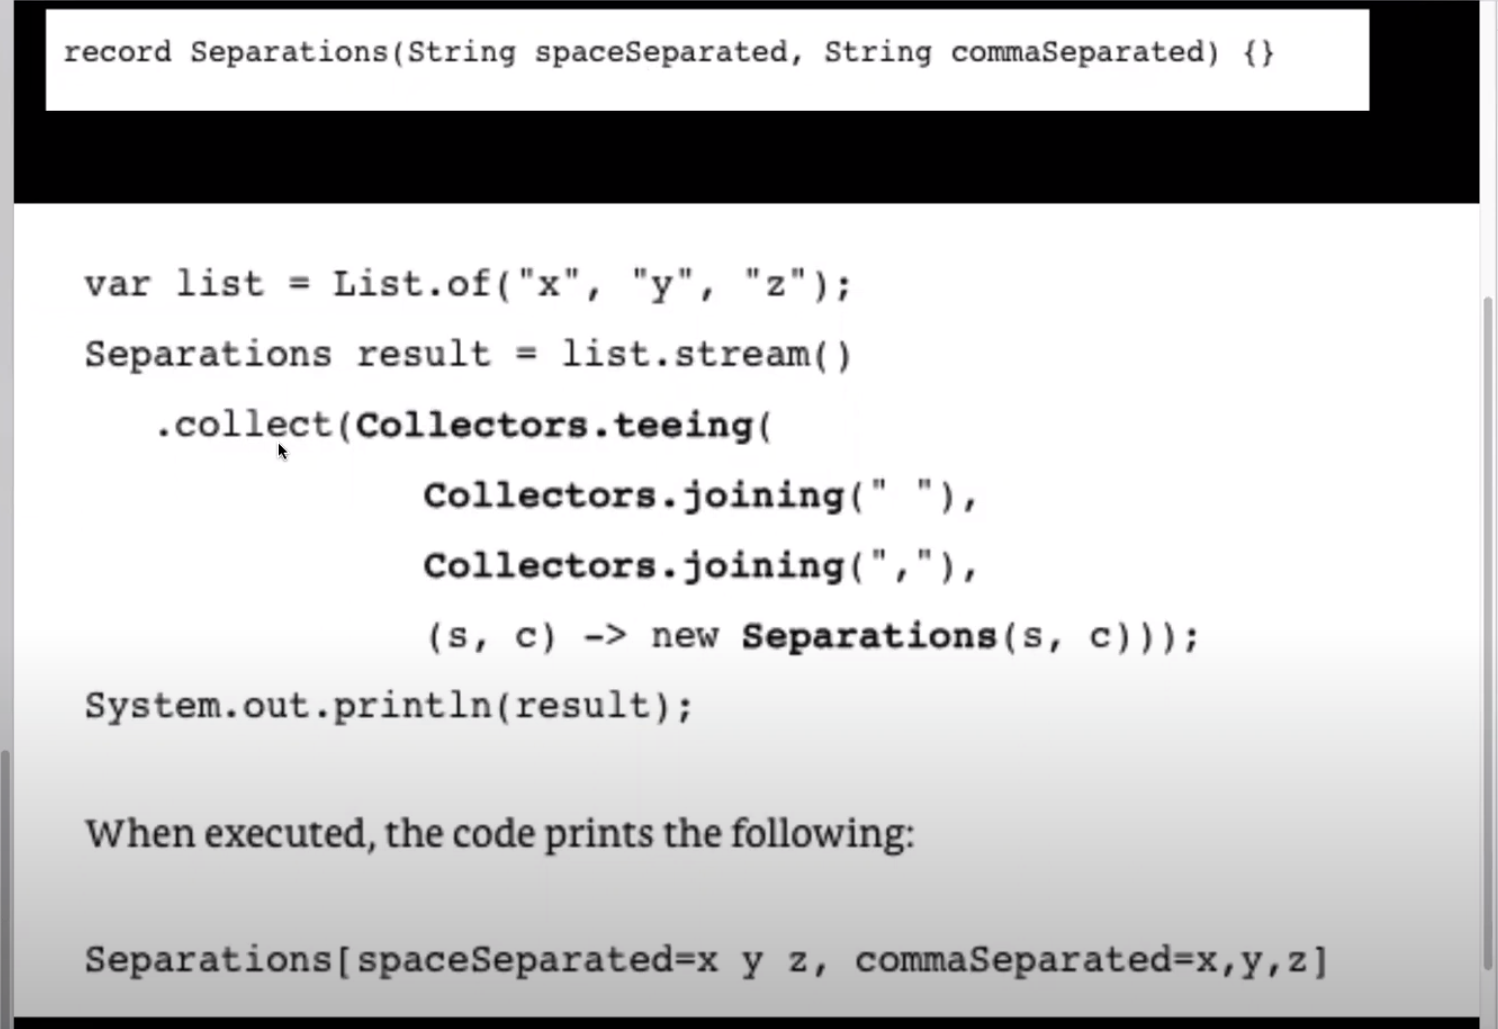 record Separations(String spaceSeparated, String commaSeparated) {}
var list = List.of("x", "y", "z");
Separations result = list.stream()
.collect(Collectors.teeing(
Collectors.joining(" "),
Collectors.joining(","),
(s, c) -> new Separations(s, c)));
System.out.println(result);
When executed, the code prints the following:
Separations[spaceSeparated=x y z, commaSeparated=x,y,z]